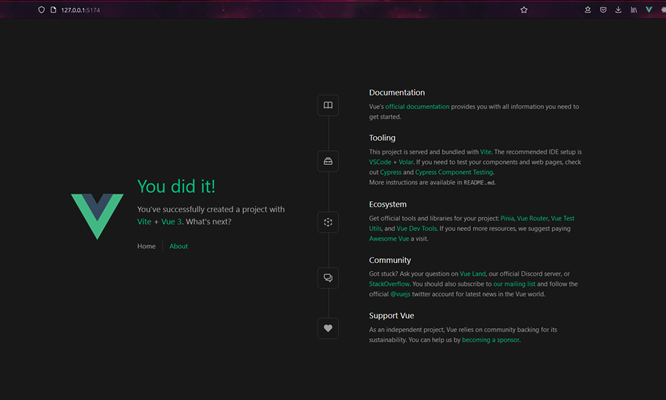 127.0.0.1:5174
You did it!
You've successfully created a project with
Vite + Vue 3. What's next?
Home
About
Documentation
Vue's official documentation provides you with all information you need to
get started.
Tooling
This project is served and bundled with Vite. The recommended IDE setup is
VSCode + Volar. If you need to test your components and web pages, check
out Cypress and Cypress Component Testing.
More instructions are available in README.md.
Ecosystem
Get official tools and libraries for your project: Pinia, Vue Router, Vue Test
Utils, and Vue Dev Tools. If you need more resources, we suggest paying
Awesome Vue a visit.
Community
Got stuck? Ask your question on Vue Land, our official Discord server, or
StackOverflow. You should also subscribe to our mailing list and follow the
official @vuejs twitter account for latest news in the Vue world.
Support Vue
As an independent project, Vue relies on community backing for its
sustainability. You can help us by becoming a sponsor.